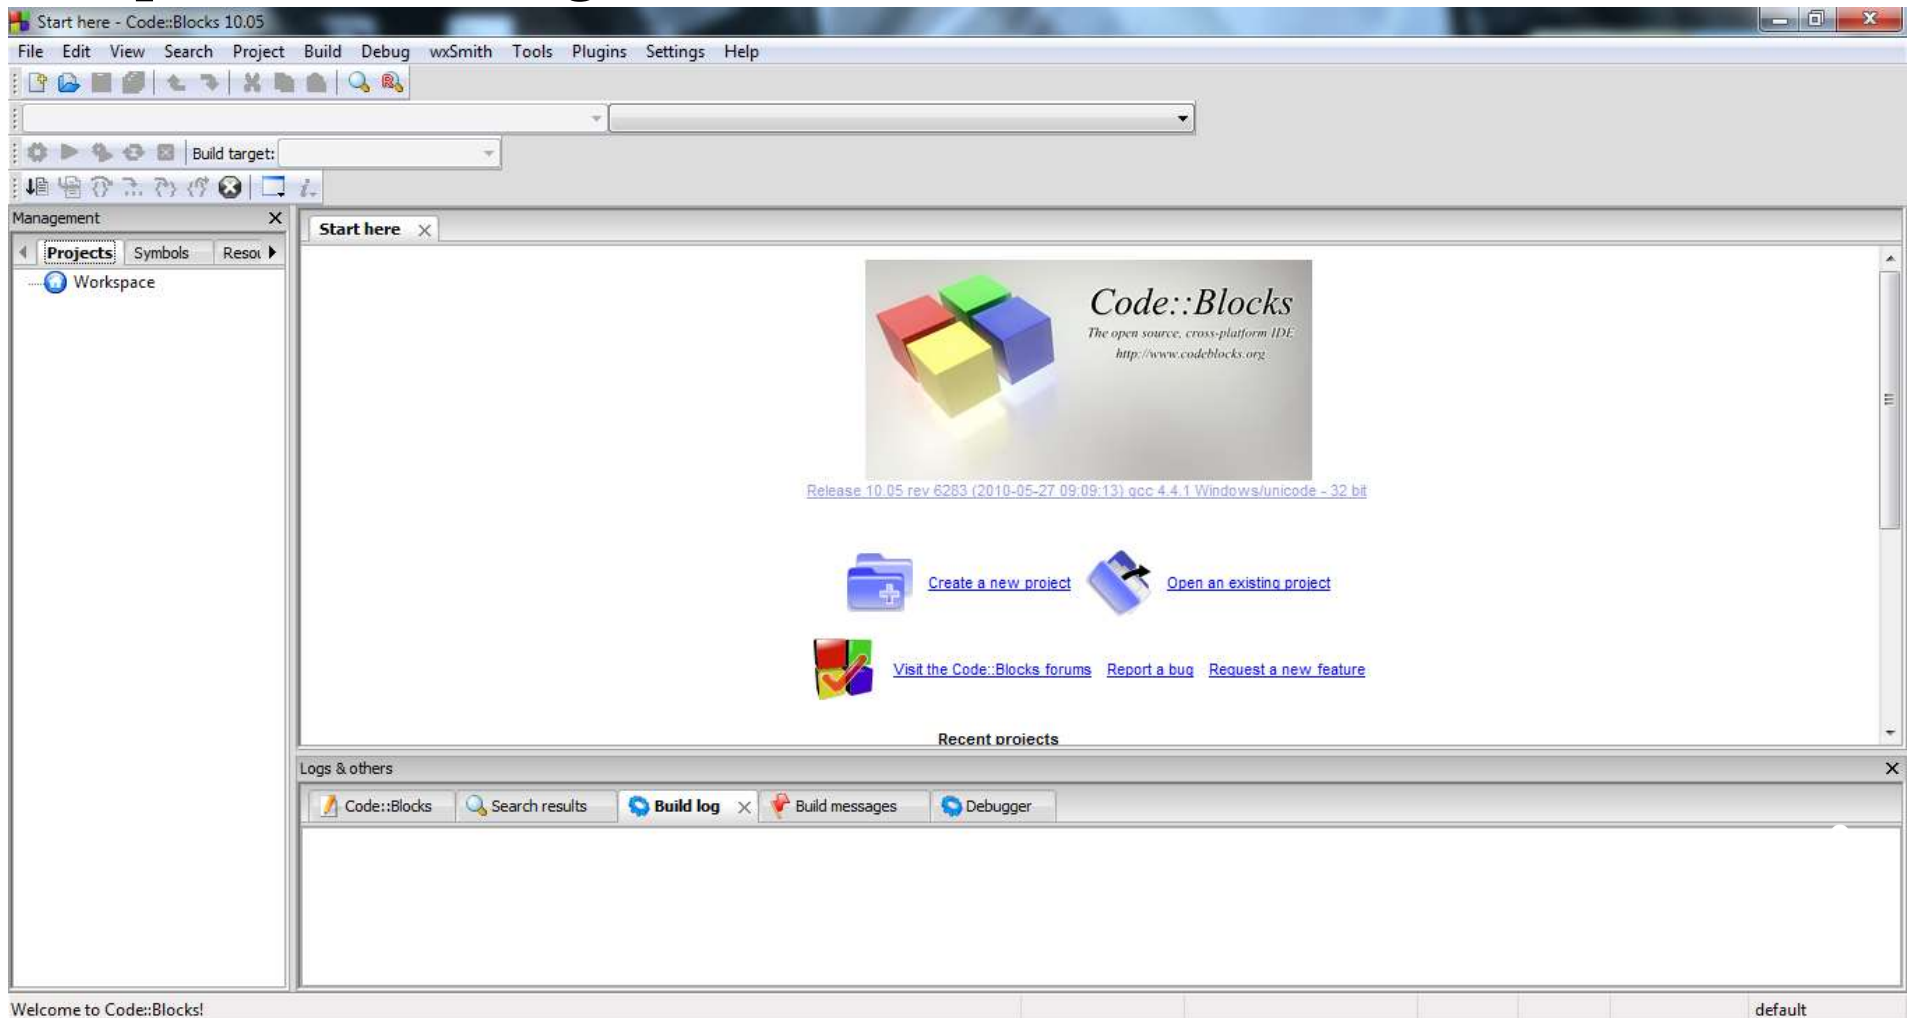 Start here - Code::Blocks 10.05
File Edit View Search Project Build Debug wxSmith Tools Plugins Settings Help
Build target:
Management
Start here
Projects Symbols Resou
Workspace
Code::Blocks
The open source, cross-platform IDE
http://www.codeblocks.org
Release 10.05 rev 6283 (2010-05-27 09:09:13) gcc 4.4.1 Windows/unicode - 32 bit
Create a new project Open an existing project
Visit the Code::Blocks forums Report a bug Request a new feature
Recent projects
Logs & others
Code::Blocks Search results Build log Build messages Debugger
Welcome to Code::Blocks! default